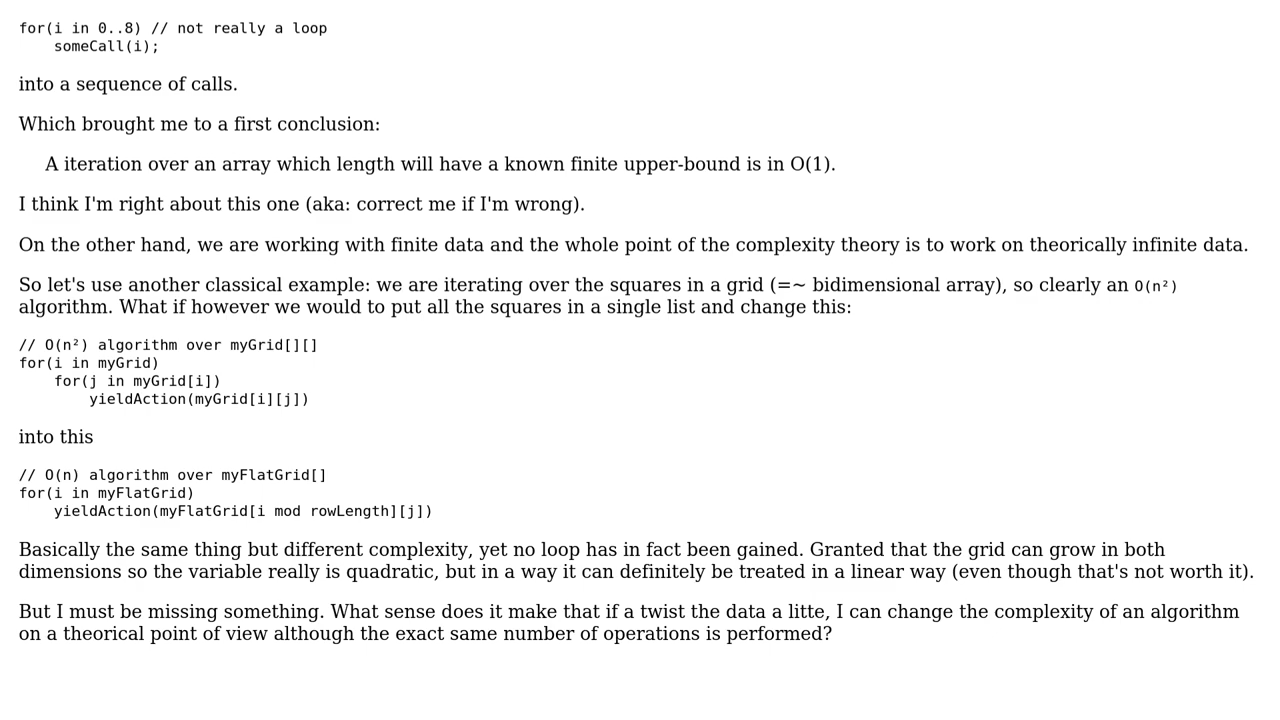 for(i in 0..8) // not really a loop
    someCall(i);
into a sequence of calls.
Which brought me to a first conclusion:
A iteration over an array which length will have a known finite upper-bound is in O(1).
I think I'm right about this one (aka: correct me if I'm wrong).
On the other hand, we are working with finite data and the whole point of the complexity theory is to work on theorically infinite data.
So let's use another classical example: we are iterating over the squares in a grid (=~ bidimensional array), so clearly an O(n²)
algorithm. What if however we would to put all the squares in a single list and change this:
// O(n²) algorithm over myGrid[][]
for(i in myGrid)
    for(j in myGrid[i])
        yieldAction(myGrid[i][j])
into this
// O(n) algorithm over myFlatGrid[]
for(i in myFlatGrid)
    yieldAction(myFlatGrid[i mod rowLength][j])
Basically the same thing but different complexity, yet no loop has in fact been gained. Granted that the grid can grow in both
dimensions so the variable really is quadratic, but in a way it can definitely be treated in a linear way (even though that's not worth it).
But I must be missing something. What sense does it make that if a twist the data a litte, I can change the complexity of an algorithm
on a theorical point of view although the exact same number of operations is performed?